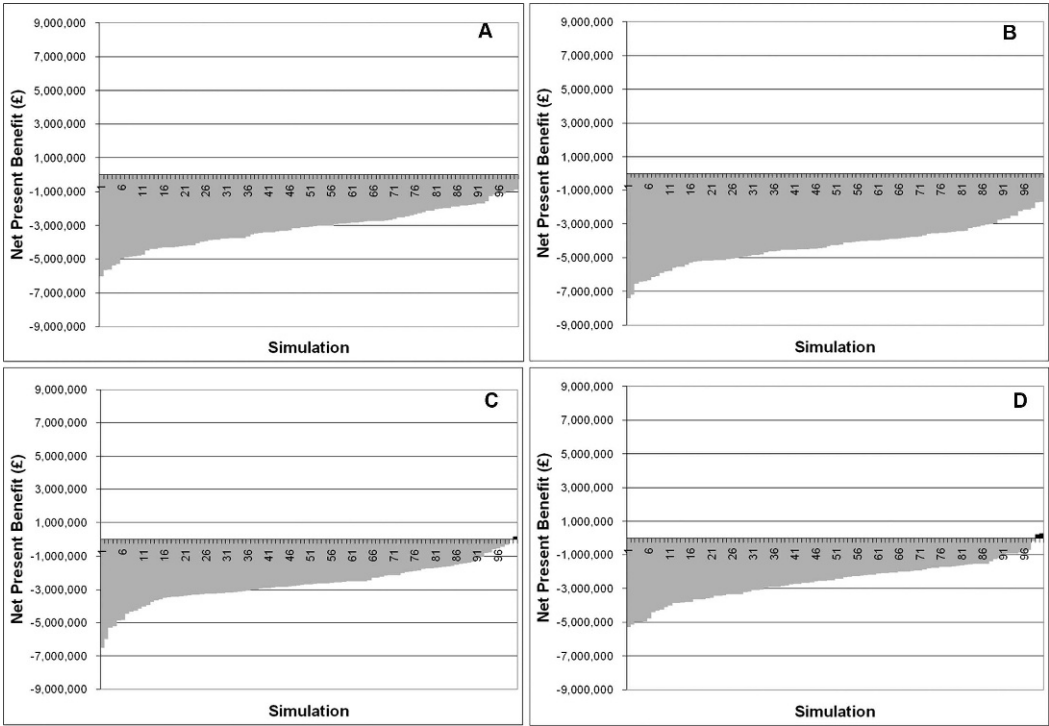 A
Net Present Benefit (£)
9,000,000
7,000,000
5,000,000
3,000,000
1,000,000
-1,000,000
-3,000,000
-5,000,000
-7,000,000
-9,000,000
1 6 11 16 21 26 31 36 41 46 51 56 61 66 71 76 81 86 91 96
Simulation
B
Net Present Benefit (£)
9,000,000
7,000,000
5,000,000
3,000,000
1,000,000
-1,000,000
-3,000,000
-5,000,000
-7,000,000
-9,000,000
1 6 11 16 21 26 31 36 41 46 51 56 61 66 71 76 81 86 91 96
Simulation
C
Net Present Benefit (£)
9,000,000
7,000,000
5,000,000
3,000,000
1,000,000
-1,000,000
-3,000,000
-5,000,000
-7,000,000
-9,000,000
1 6 11 16 21 26 31 36 41 46 51 56 61 66 71 76 81 86 91 96
Simulation
D
Net Present Benefit (£)
9,000,000
7,000,000
5,000,000
3,000,000
1,000,000
-1,000,000
-3,000,000
-5,000,000
-7,000,000
-9,000,000
1 6 11 16 21 26 31 36 41 46 51 56 61 66 71 76 81 86 91 96
Simulation